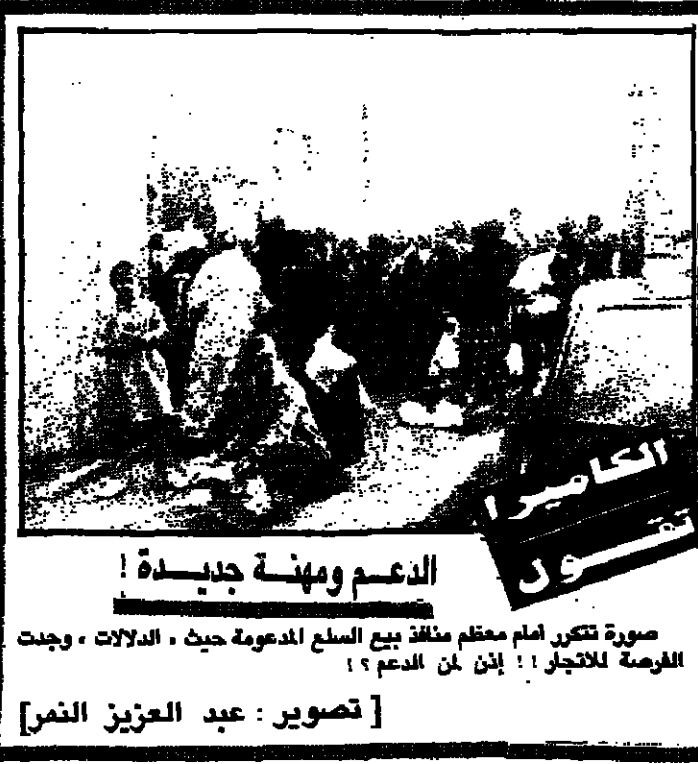 الكاميرا
تقول
الدعم ومهنة جديدة !
صورة تتكرر أمام معظم منافذ بيع السلع المدعومة حيث « الدلالات » وجدت
الفرصة للاتجار ! ! إذن لمن الدعم ؟ !
[ تصوير : عبد العزيز النمر ]